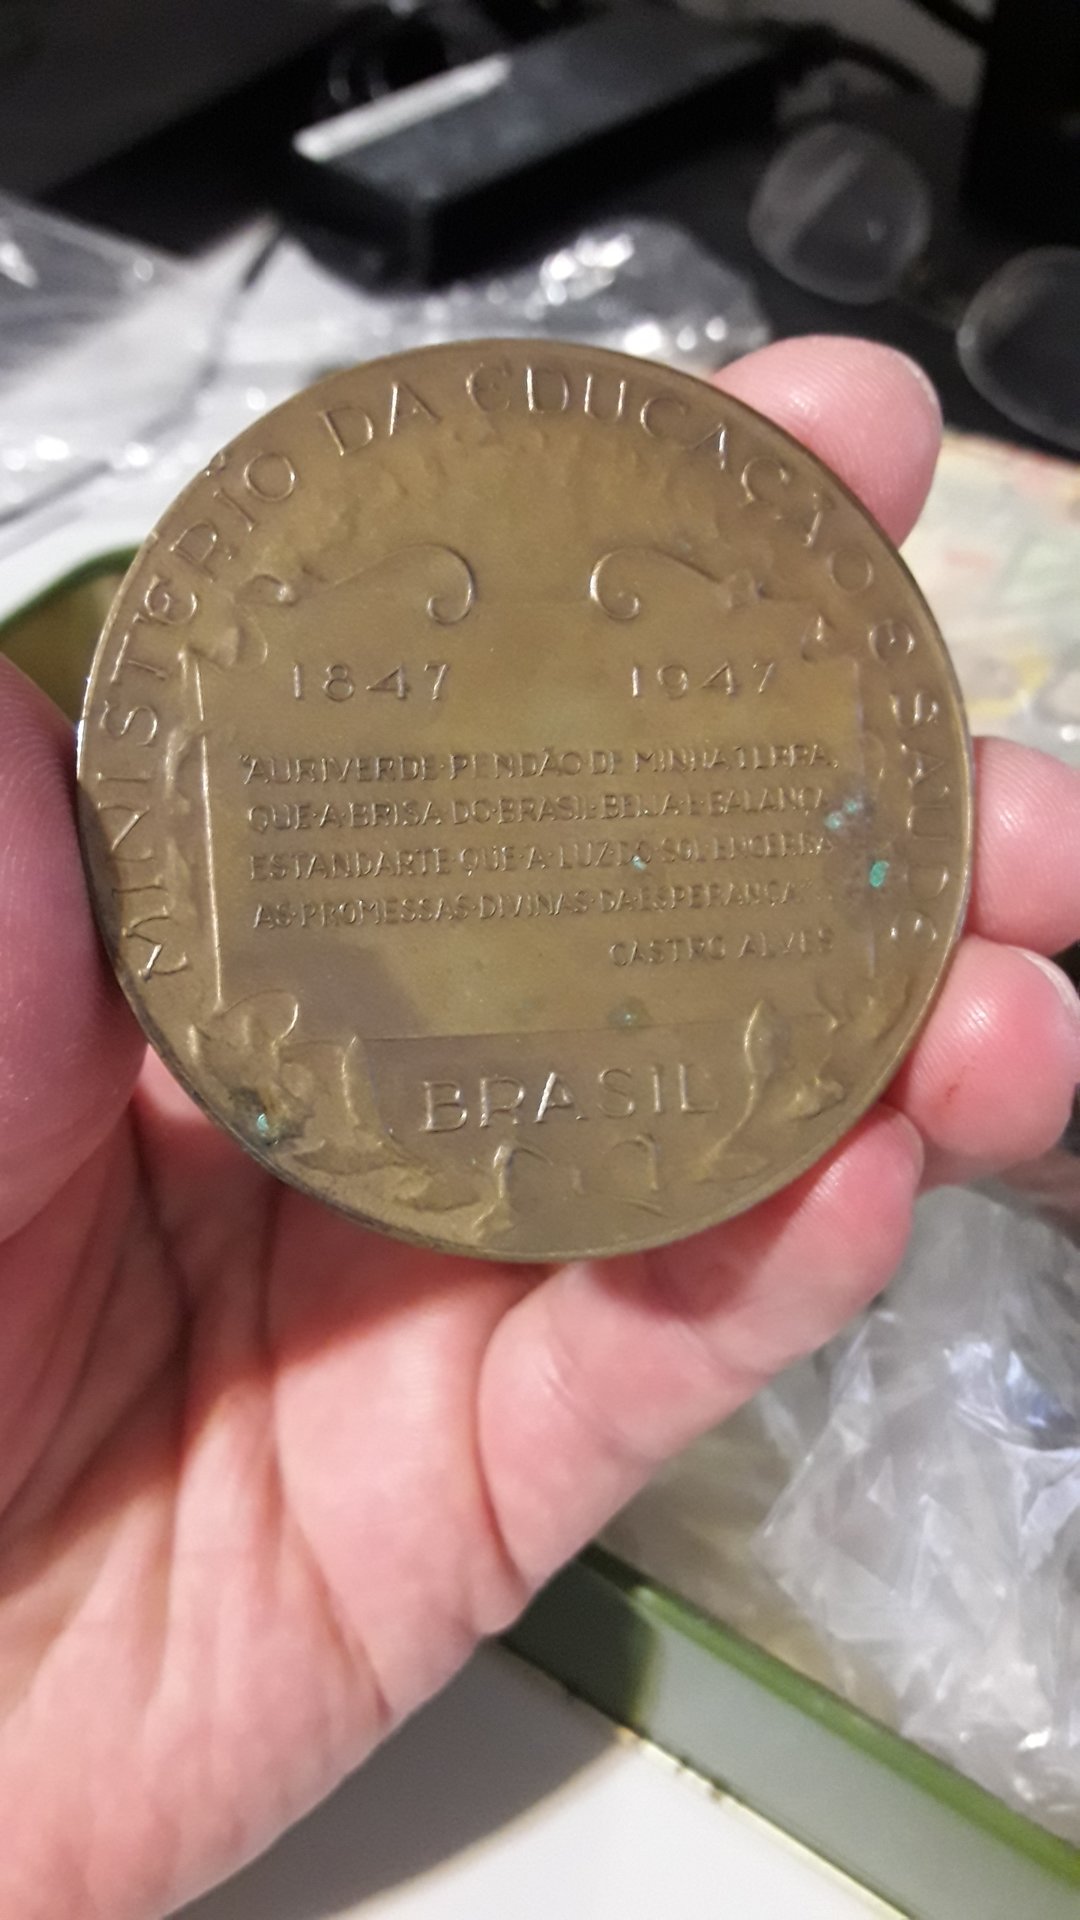 MINISTERIO DA EDUCAÇÃO E SAUDE
1847 1947
"AURIVERDE·PENDÃO·DE MINHA TERRA,
QUE·A·BRISA DO·BRASIL·BEIJA·E·BALANÇA
ESTANDARTE QUE·A·LUZ·DO SOL ENCERRA
AS·PROMESSAS·DIVINAS·DA·ESPERANÇA"...
CASTRO ALVES
BRASIL